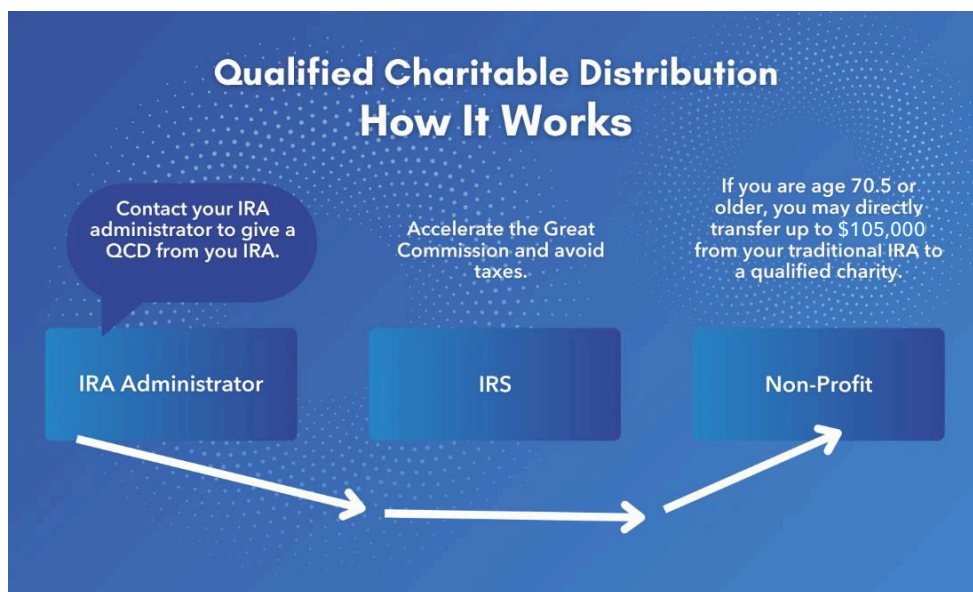 Qualified Charitable Distribution
How It Works
Contact your IRA
administrator to give a
QCD from you IRA.
IRA Administrator
Accelerate the Great
Commission and avoid
taxes.
IRS
If you are age 70.5 or
older, you may directly
transfer up to $105,000
from your traditional IRA to
a qualified charity.
Non-Profit